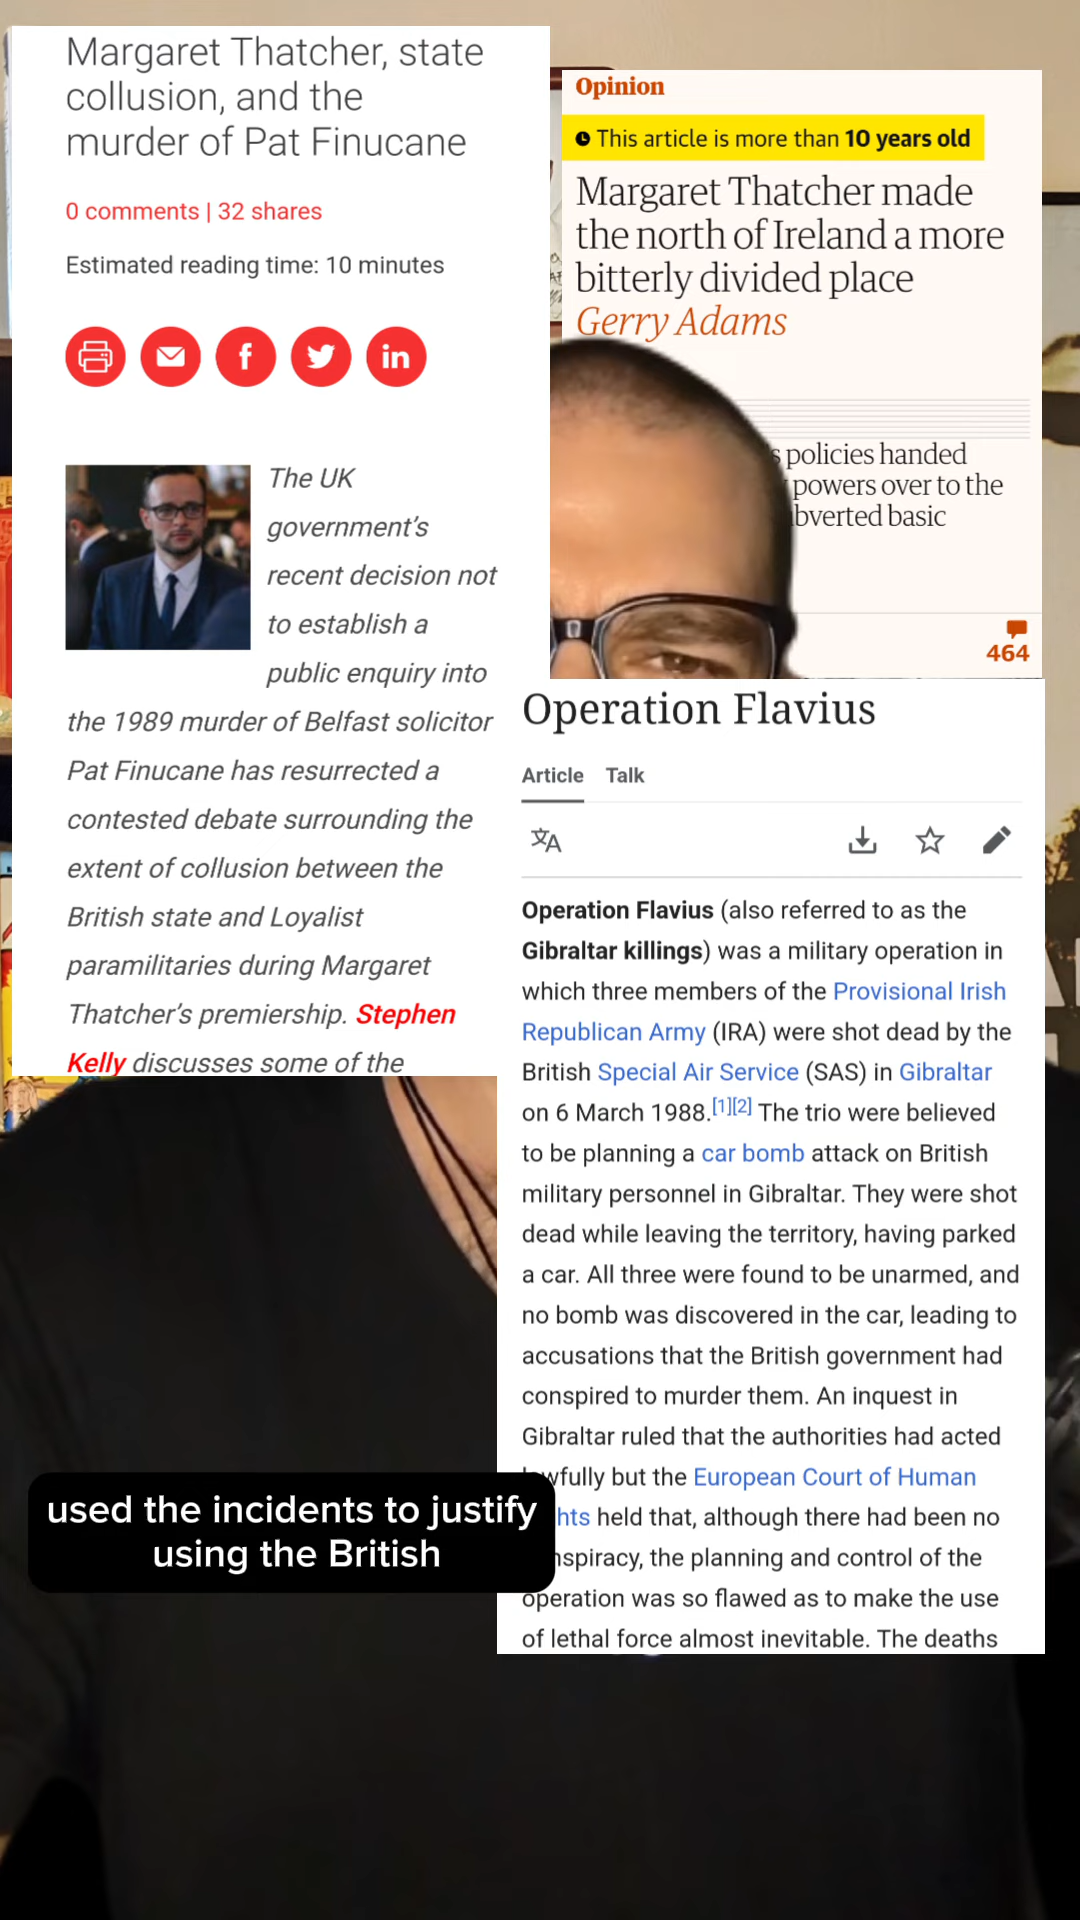 Margaret Thatcher, state
collusion, and the
murder of Pat Finucane
0 comments | 32 shares
Estimated reading time: 10 minutes
f
in
The UK
government's
recent decision not
to establish a
public enquiry into
the 1989 murder of Belfast solicitor
Pat Finucane has resurrected a
contested debate surrounding the
extent of collusion between the
British state and Loyalist
paramilitaries during Margaret
Thatcher's premiership. Stephen
Kelly discusses some of the
Opinion
This article is more than 10 years old
Margaret Thatcher made
the north of Ireland a more
bitterly divided place
Gerry Adams
policies handed
powers over to the
basic
464
Operation Flavius
Article Talk
Operation Flavius (also referred to as the
Gibraltar killings) was a military operation in
which three members of the Provisional Irish
Republican Army (IRA) were shot dead by the
British Special Air Service (SAS) in Gibraltar
on 6 March 1988.[1][2] The trio were believed
to be planning a car bomb attack on British
military personnel in Gibraltar. They were shot
dead while leaving the territory, having parked
a car. All three were found to be unarmed, and
no bomb was discovered in the car, leading to
accusations that the British government had
conspired to murder them. An inquest in
Gibraltar ruled that the authorities had acted
but the European Court of Human
held that, although there had been no
the planning and control of the
operation was so flawed as to make the use
of lethal force almost inevitable. The deaths
used the incidents to justify
using the British